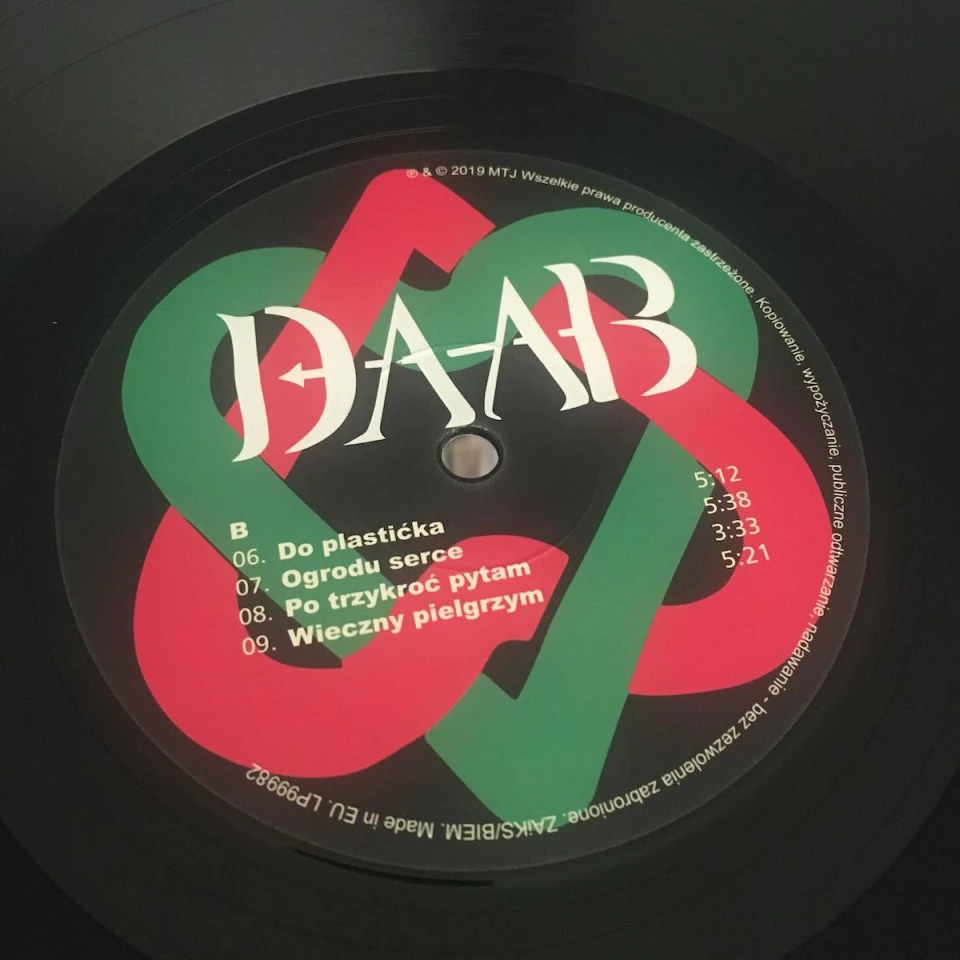 DAAB
B
06. Do plastićka 5:12
07. Ogrodu serce 5:38
08. Po trzykroć pytam 3:33
09. Wieczny pielgrzym 5:21
℗ & © 2019 MTJ Wszelkie prawa producenta zastrzeżone. Kopiowanie, wypożyczanie, publiczne odtwarzanie, nadawanie - bez zezwolenia zabronione. ZAiKS/BIEM. Made in EU. LP99982